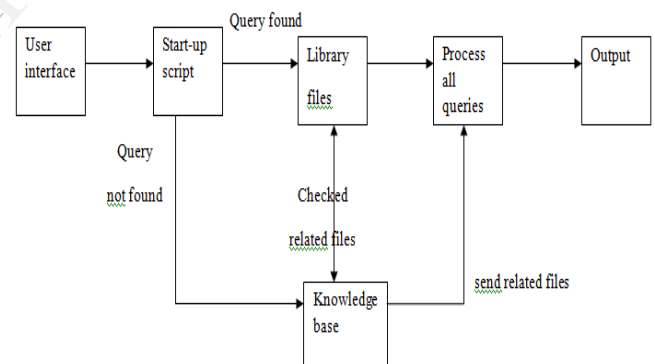 Query found
User
interface
Start-up
script
Library
files
Process
all
queries
Output
Query
not found
Checked
related files
send related files
Knowledge
base